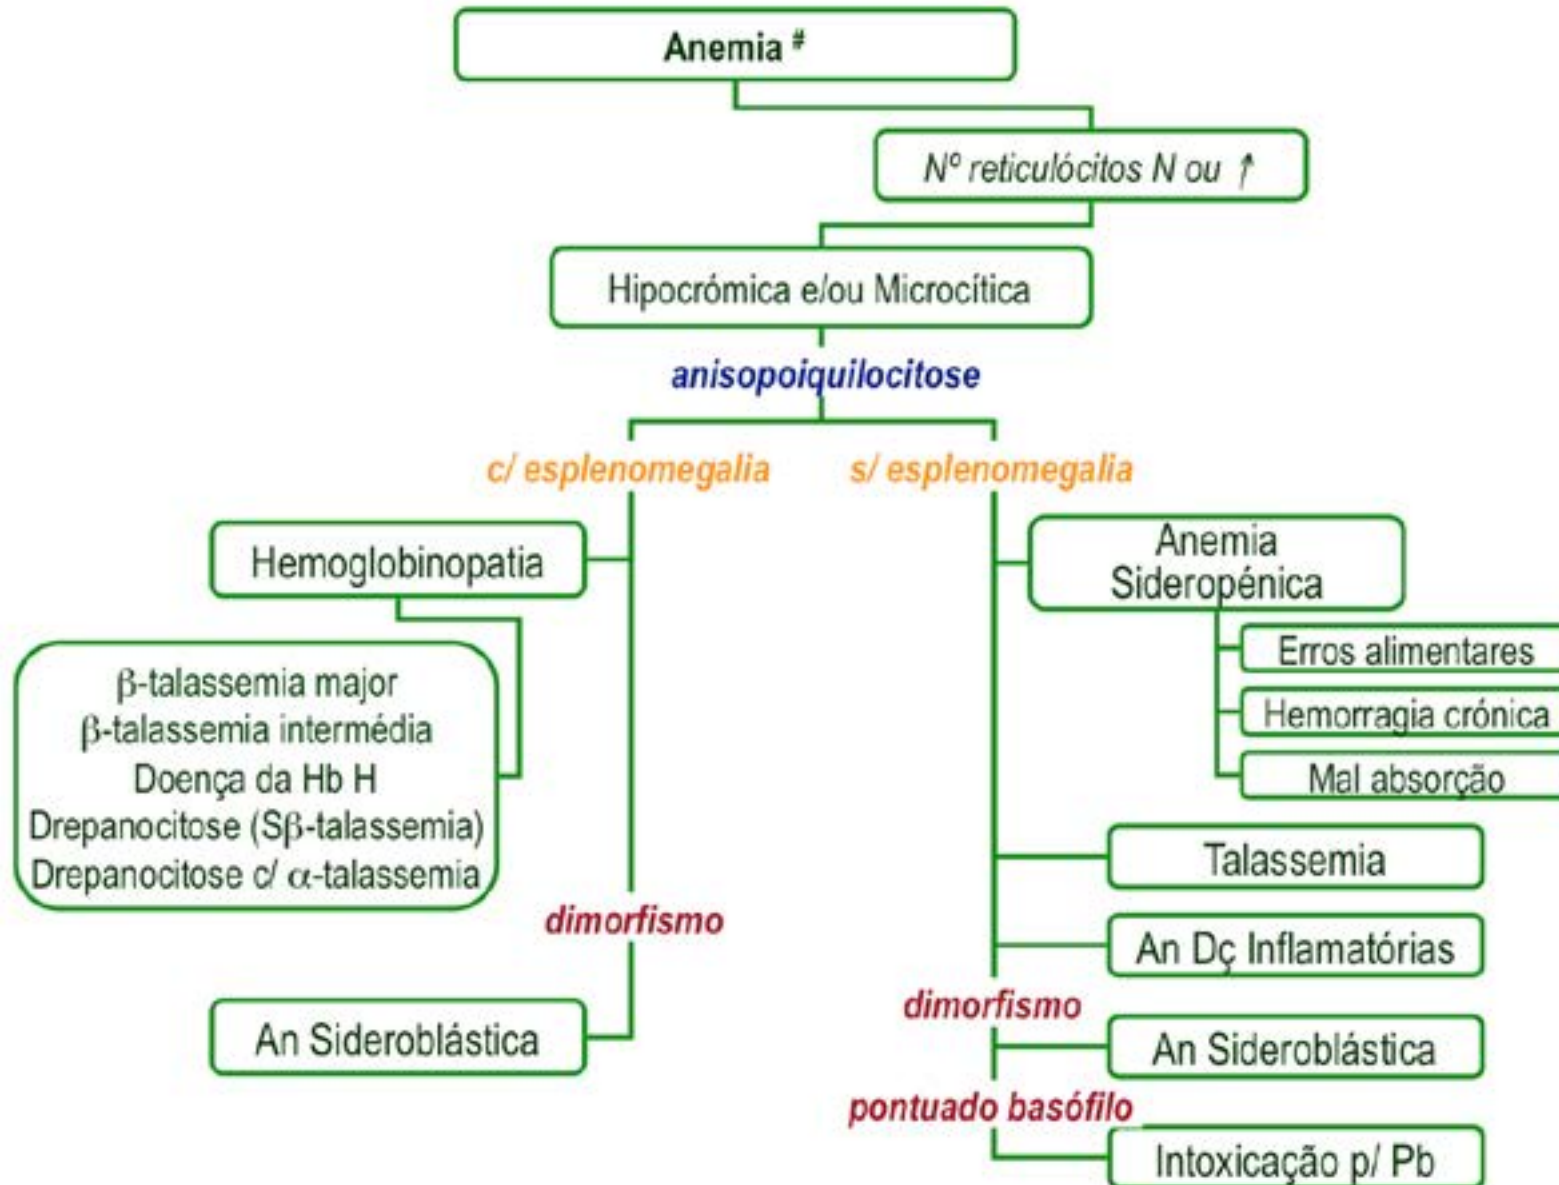 Anemia #
Nº reticulócitos N ou ↑
Hipocrómica e/ou Microcítica
anisopoiquilocitose
c/ esplenomegalia
s/ esplenomegalia
Hemoglobinopatia
β-talassemia major
β-talassemia intermédia
Doença da Hb H
Drepanocitose (Sβ-talassemia)
Drepanocitose c/ α-talassemia
dimorfismo
An Sideroblástica
Anemia
Sideropénica
Erros alimentares
Hemorragia crónica
Mal absorção
Talassemia
An Dç Inflamatórias
dimorfismo
An Sideroblástica
pontuado basófilo
Intoxicação p/ Pb